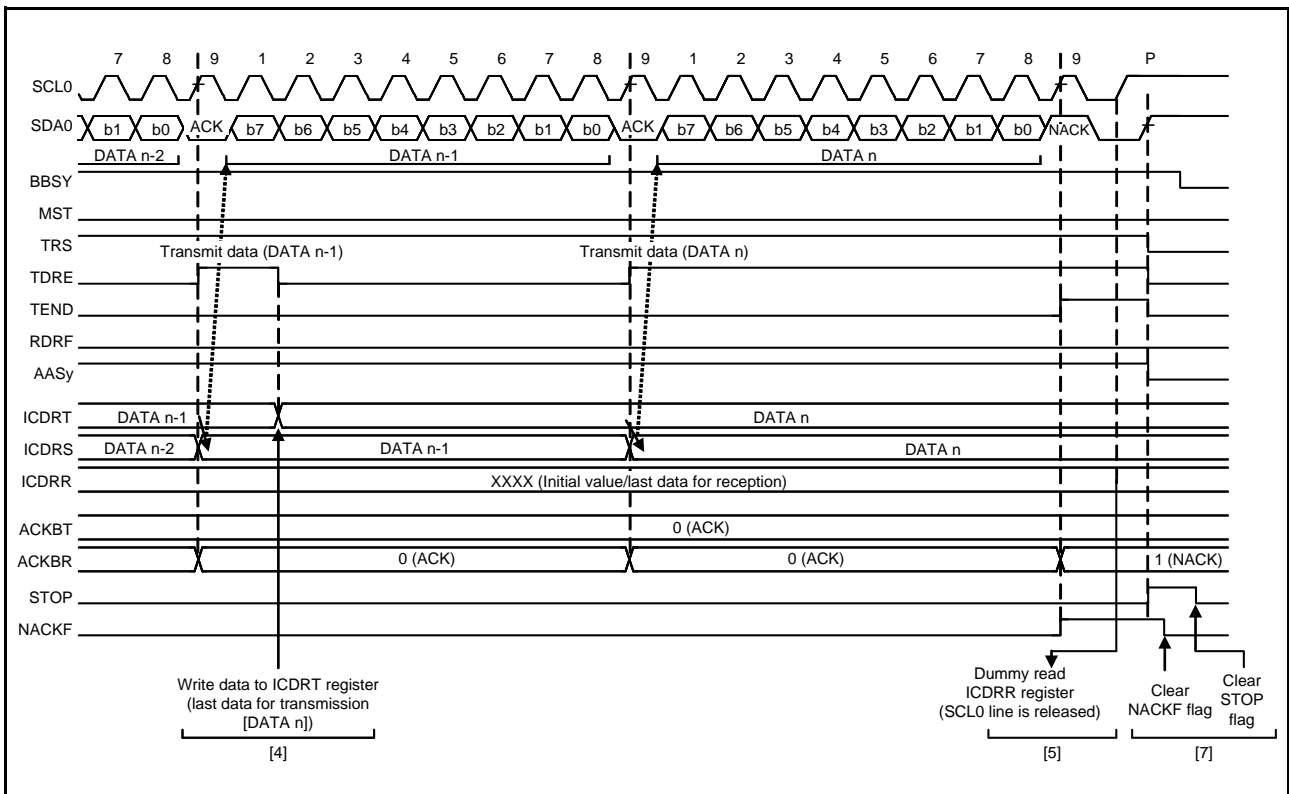 7 8 9 1 2 3 4 5 6 7 8 9 1 2 3 4 5 6 7 8 9 P
SCL0
SDA0 b1 b0 ACK b7 b6 b5 b4 b3 b2 b1 b0 ACK b7 b6 b5 b4 b3 b2 b1 b0 NACK
DATA n-2 DATA n-1 DATA n
BBSY
MST
TRS
Transmit data (DATA n-1) Transmit data (DATA n)
TDRE
TEND
RDRF
AASy
ICDRT DATA n-1 DATA n
ICDRS DATA n-2 DATA n-1 DATA n
ICDRR XXXX (Initial value/last data for reception)
ACKBT 0 (ACK)
ACKBR 0 (ACK) 0 (ACK) 1 (NACK)
STOP
NACKF
Write data to ICDRT register
(last data for transmission
[DATA n])
[4]
Dummy read
ICDRR register
(SCL0 line is released)
[5]
Clear
NACKF flag
Clear
STOP
flag
[7]